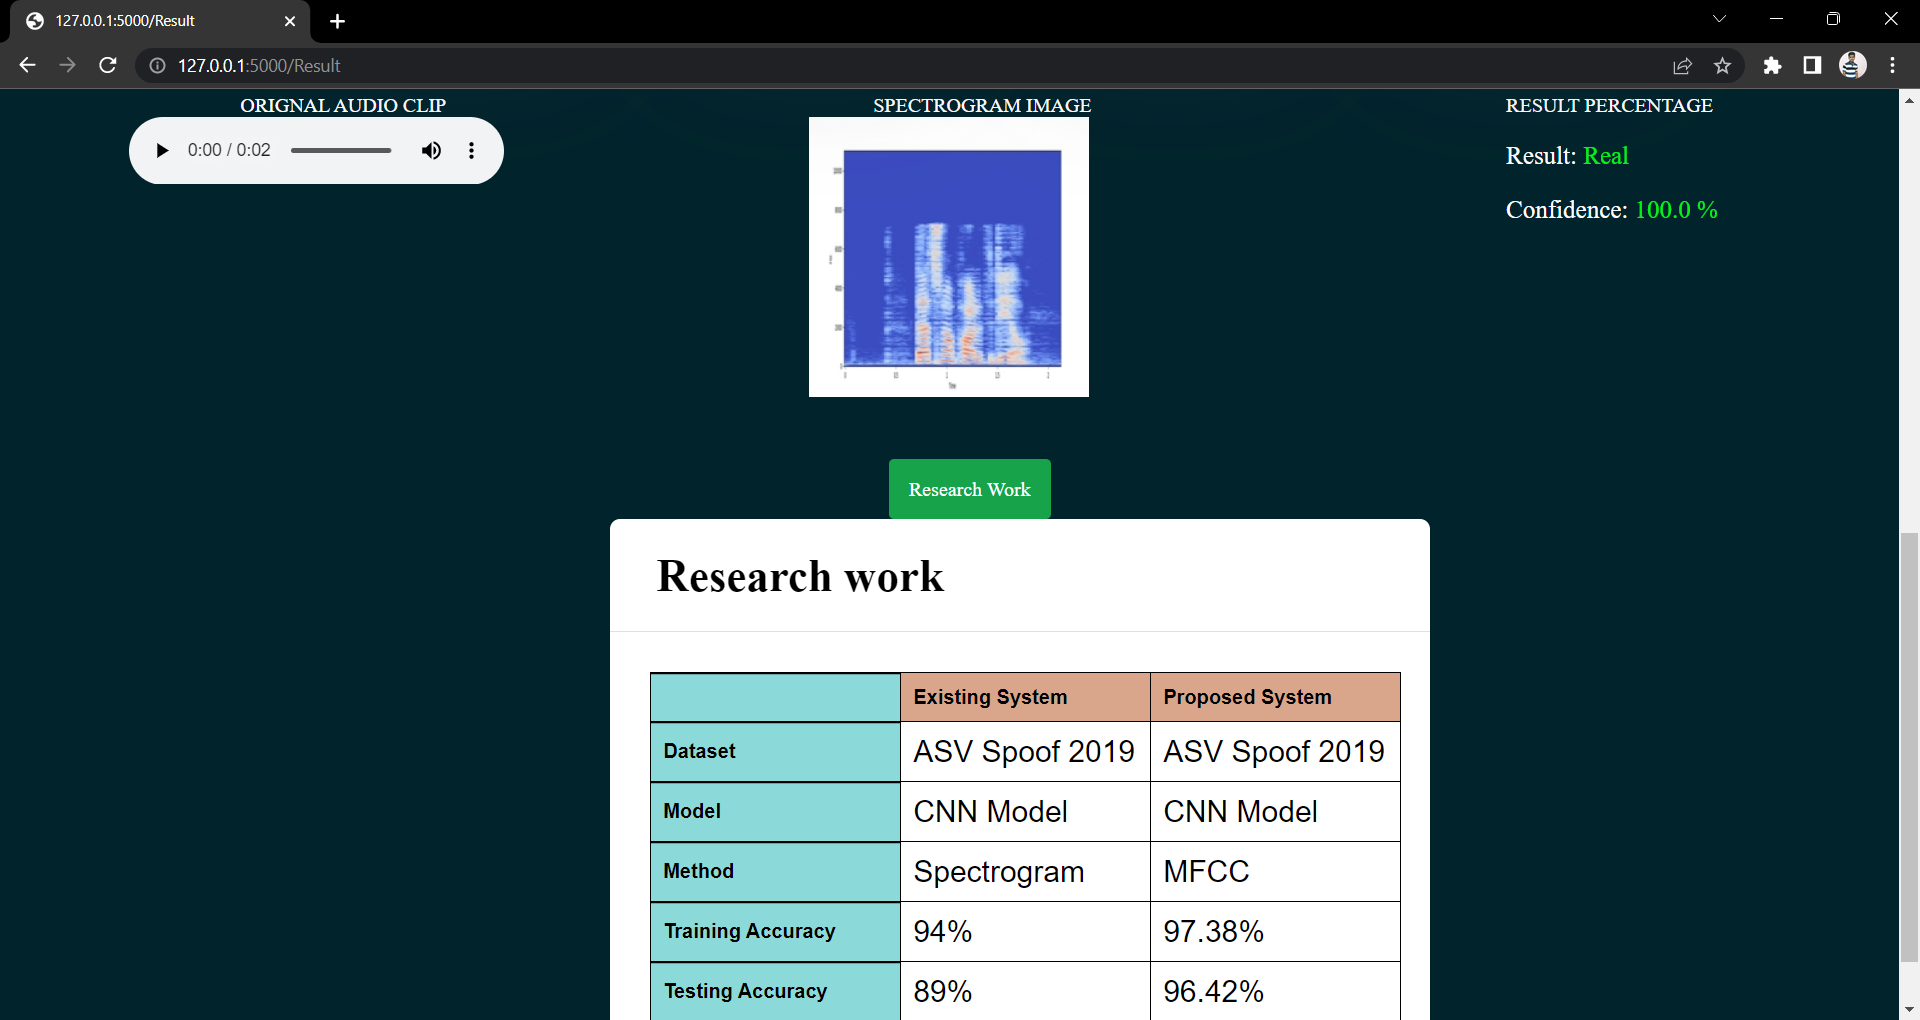 127.0.0.1:5000/Result
127.0.0.1:5000/Result
ORIGNAL AUDIO CLIP
0:00 / 0:02
SPECTROGRAM IMAGE
Time
RESULT PERCENTAGE
Result: Real
Confidence: 100.0 %
Research Work
Research work
Existing System Proposed System
Dataset ASV Spoof 2019 ASV Spoof 2019
Model CNN Model CNN Model
Method Spectrogram MFCC
Training Accuracy 94% 97.38%
Testing Accuracy 89% 96.42%